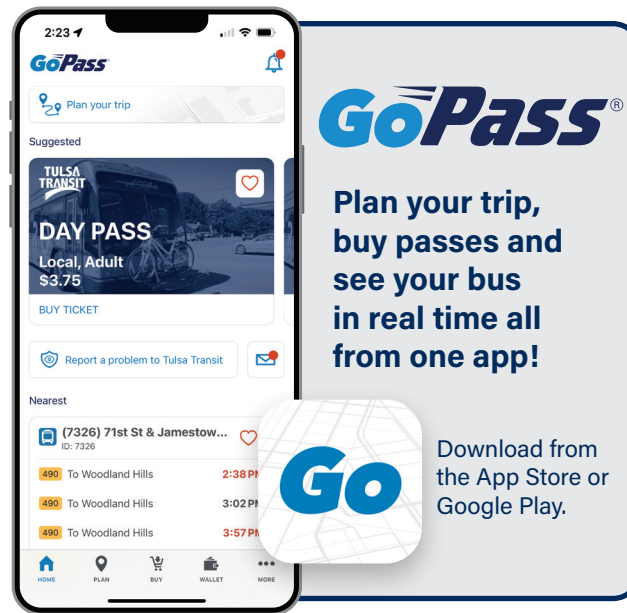 2:23
GoPass
Plan your trip
Suggested
TULSA
TRANSIT
DAY PASS
Local, Adult
$3.75
BUY TICKET
Report a problem to Tulsa Transit
Nearest
(7326) 71st St & Jamestow...
ID: 7326
490 To Woodland Hills 2:38 PM
490 To Woodland Hills 3:02 PM
490 To Woodland Hills 3:57 PM
HOME PLAN BUY WALLET MORE
GoPass®
Plan your trip,
buy passes and
see your bus
in real time all
from one app!
Go
Download from
the App Store or
Google Play.